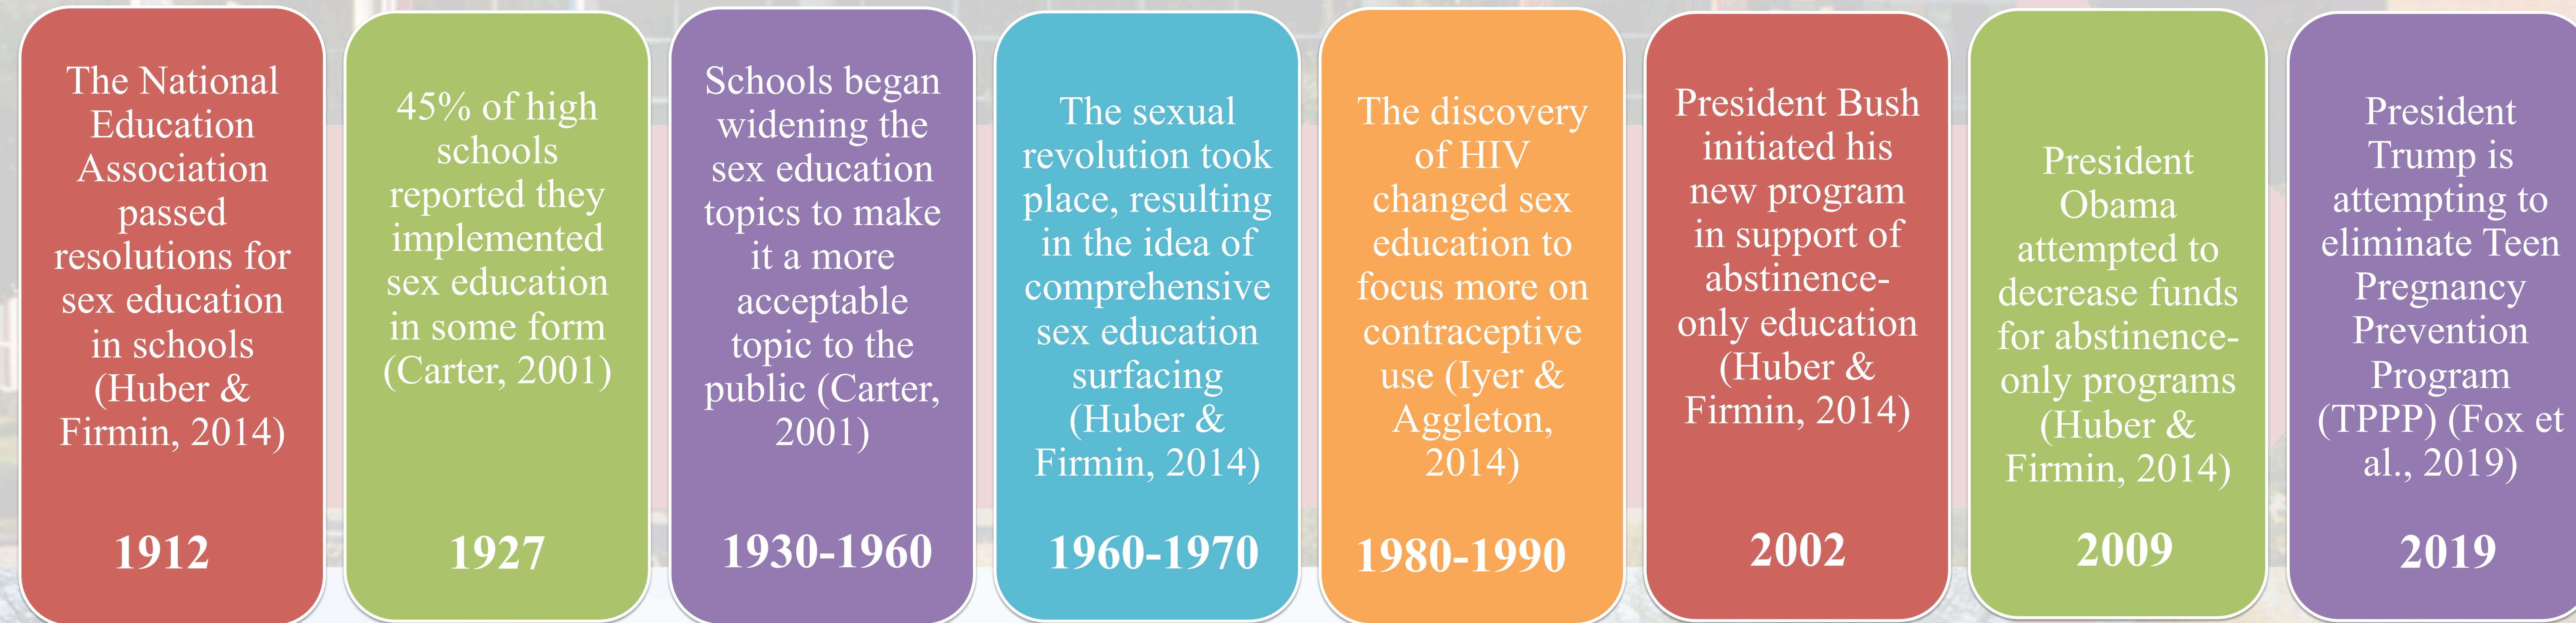 The National
Education
Association
passed
resolutions for
sex education
in schools
(Huber &
Firmin, 2014)
1912
45% of high
schools
reported they
implemented
sex education
in some form
(Carter, 2001)
1927
Schools began
widening the
sex education
topics to make
it a more
acceptable
topic to the
public (Carter,
2001)
1930-1960
The sexual
revolution took
place, resulting
in the idea of
comprehensive
sex education
surfacing
(Huber &
Firmin, 2014)
1960-1970
The discovery
of HIV
changed sex
education to
focus more on
contraceptive
use (Iyer &
Aggleton,
2014)
1980-1990
President Bush
initiated his
new program
in support of
abstinence-
only education
(Huber &
Firmin, 2014)
2002
President
Obama
attempted to
decrease funds
for abstinence-
only programs
(Huber &
Firmin, 2014)
2009
President
Trump is
attempting to
eliminate Teen
Pregnancy
Prevention
Program
(TPPP) (Fox et
al., 2019)
2019